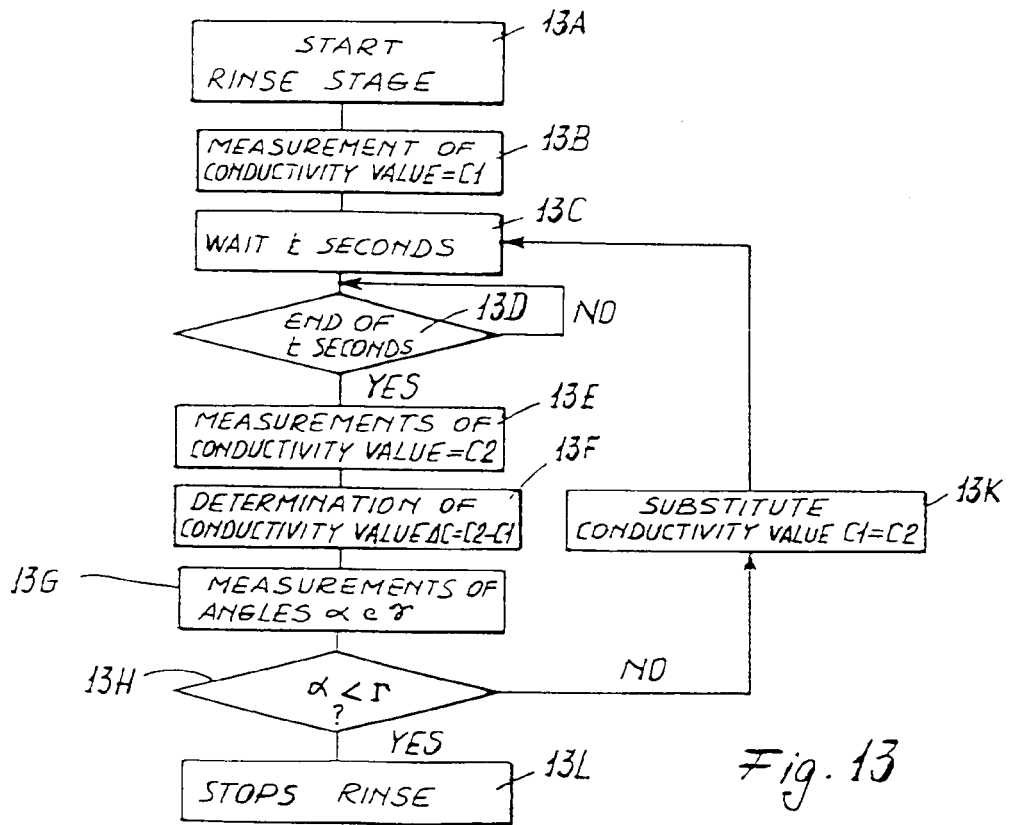 START
RINSE STAGE
13A
MEASUREMENT OF
CONDUCTIVITY VALUE=C1
13B
WAIT t SECONDS
13C
END OF
t SECONDS
13D
NO
YES
MEASUREMENTS OF
CONDUCTIVITY VALUE=C2
13E
DETERMINATION OF
CONDUCTIVITY VALUE ΔC=C2-C1
13F
SUBSTITUTE
CONDUCTIVITY VALUE C1=C2
13K
13G
MEASUREMENTS OF
ANGLES α e γ
13H
α < Γ
?
NO
YES
STOPS RINSE
13L
Fig. 13